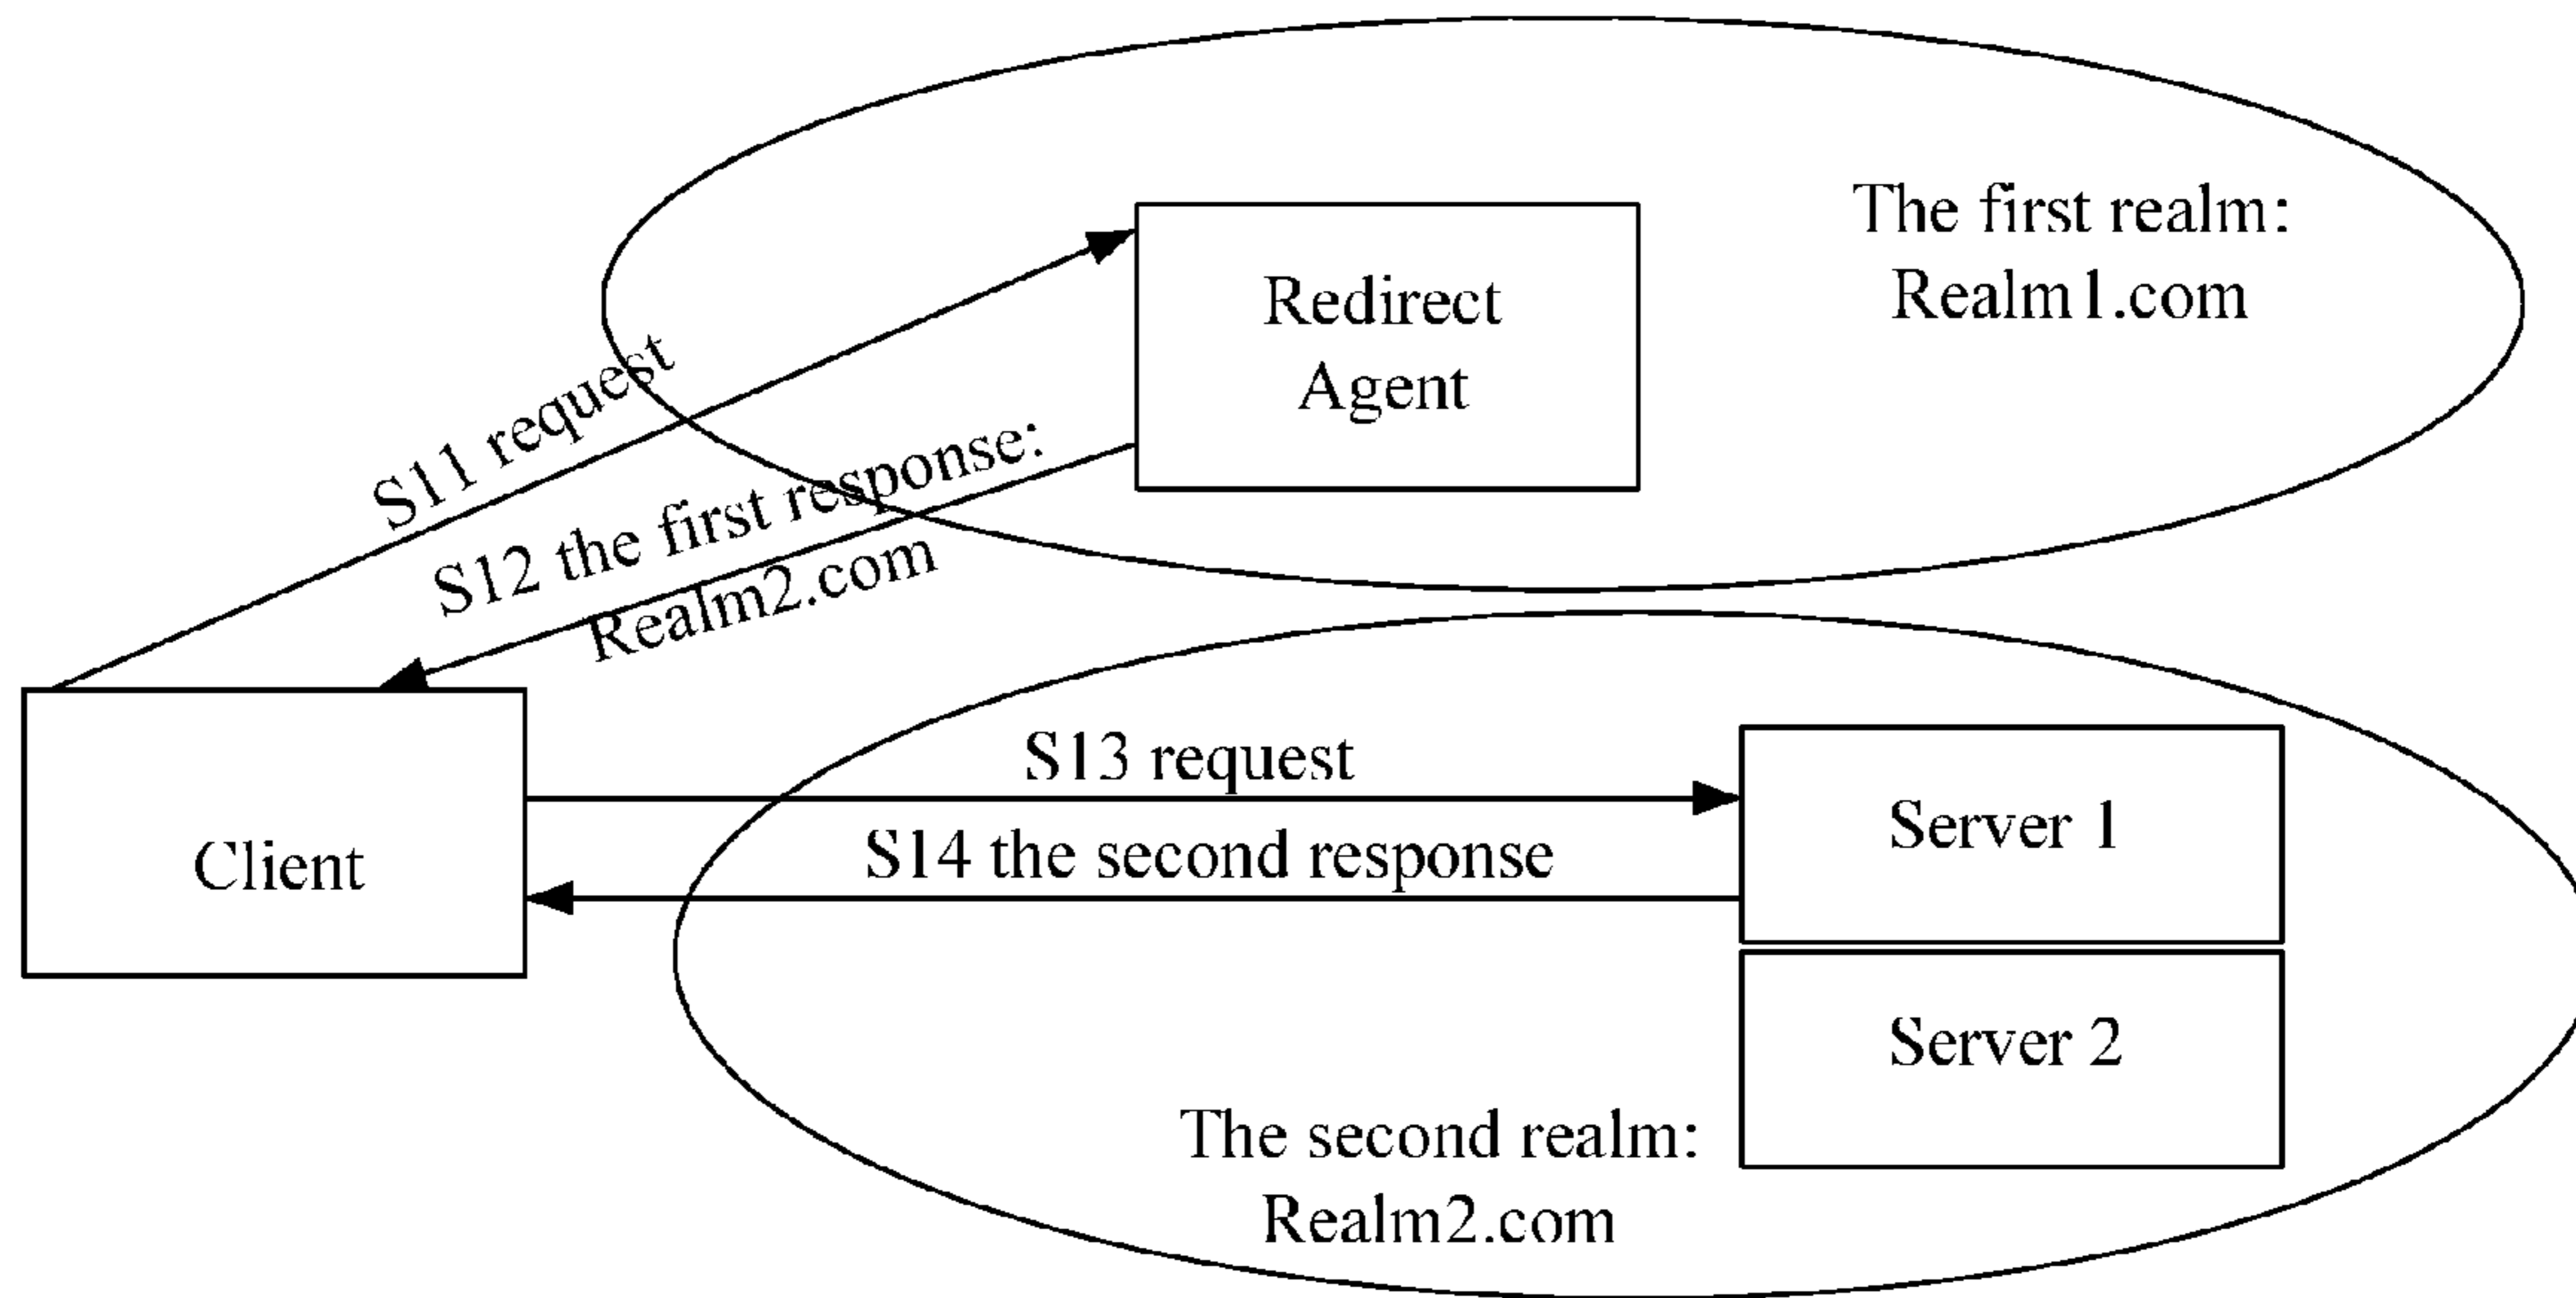 The first realm:
Realm1.com
Redirect
Agent
S11 request
S12 the first response:
Realm2.com
Client
S13 request
S14 the second response
Server 1
Server 2
The second realm:
Realm2.com